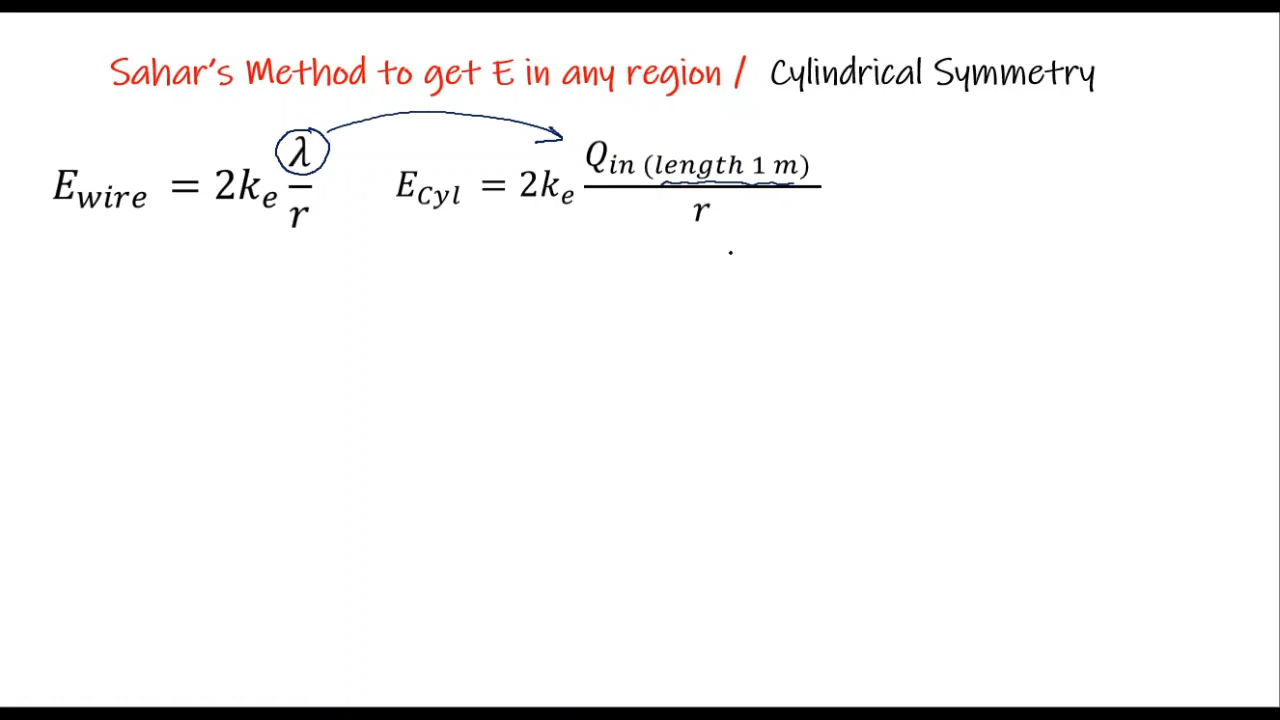 Sahar's Method to get E in any region / Cylindrical Symmetry
E_wire = 2k_e λ/r
E_Cyl = 2k_e Q_in (length 1 m)/r